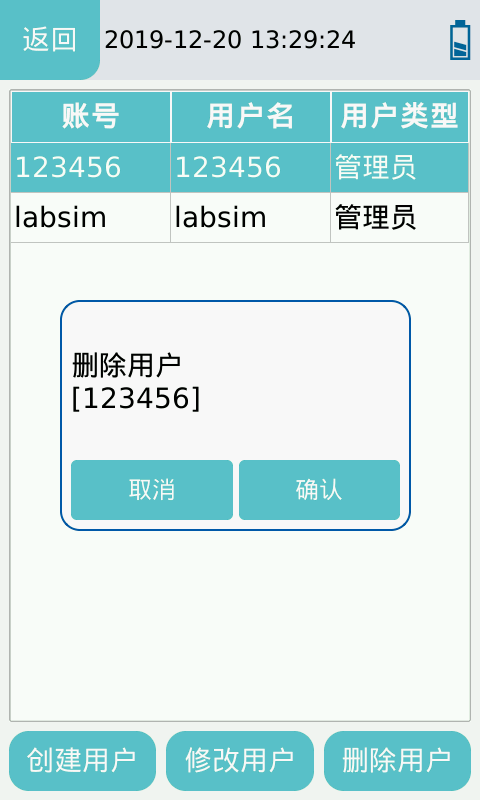 返回 2019-12-20 13:29:24
账号 用户名 用户类型
123456 123456 管理员
labsim labsim 管理员
删除用户
[123456]
取消 确认
创建用户 修改用户 删除用户